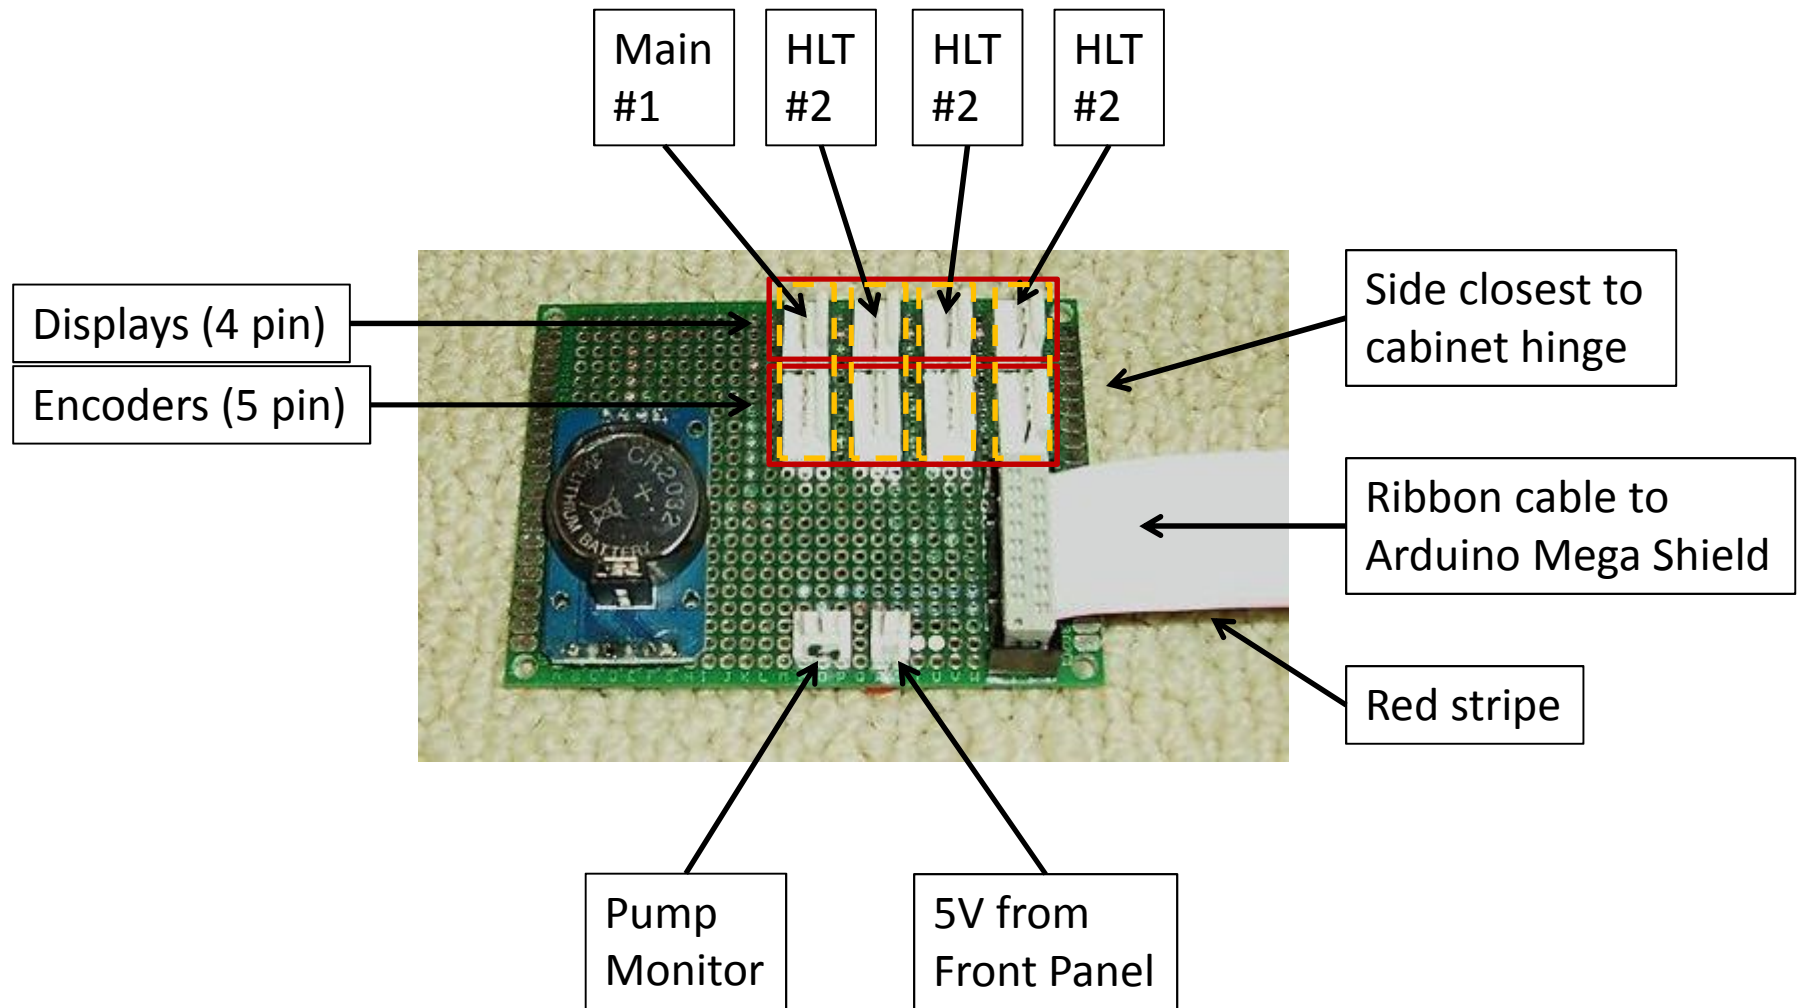 Main
#1
HLT
#2
HLT
#2
HLT
#2
Displays (4 pin)
Encoders (5 pin)
Side closest to
cabinet hinge
CR2032
LITHIUM BATTERY
Ribbon cable to
Arduino Mega Shield
Red stripe
Pump
Monitor
5V from
Front Panel